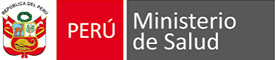 REPÚBLICA DEL PERÚ
PERÚ
Ministerio
de Salud